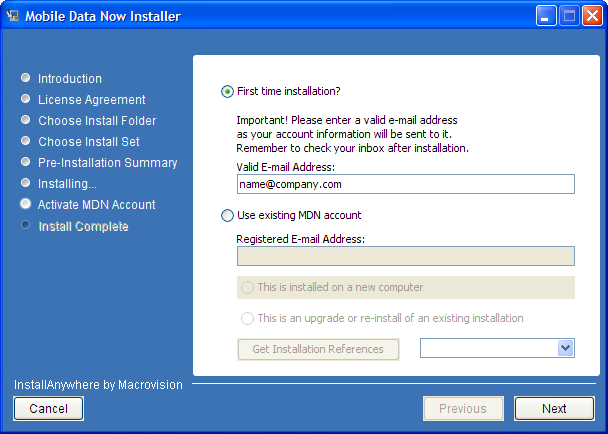 Mobile Data Now Installer
Introduction
License Agreement
Choose Install Folder
Choose Install Set
Pre-Installation Summary
Installing...
Activate MDN Account
Install Complete
First time installation?
Important! Please enter a valid e-mail address
as your account information will be sent to it.
Remember to check your inbox after installation.
Valid E-mail Address:
name@company.com
Use existing MDN account
Registered E-mail Address:
This is installed on a new computer
This is an upgrade or re-install of an existing installation
Get Installation References
InstallAnywhere by Macrovision
Cancel
Previous
Next